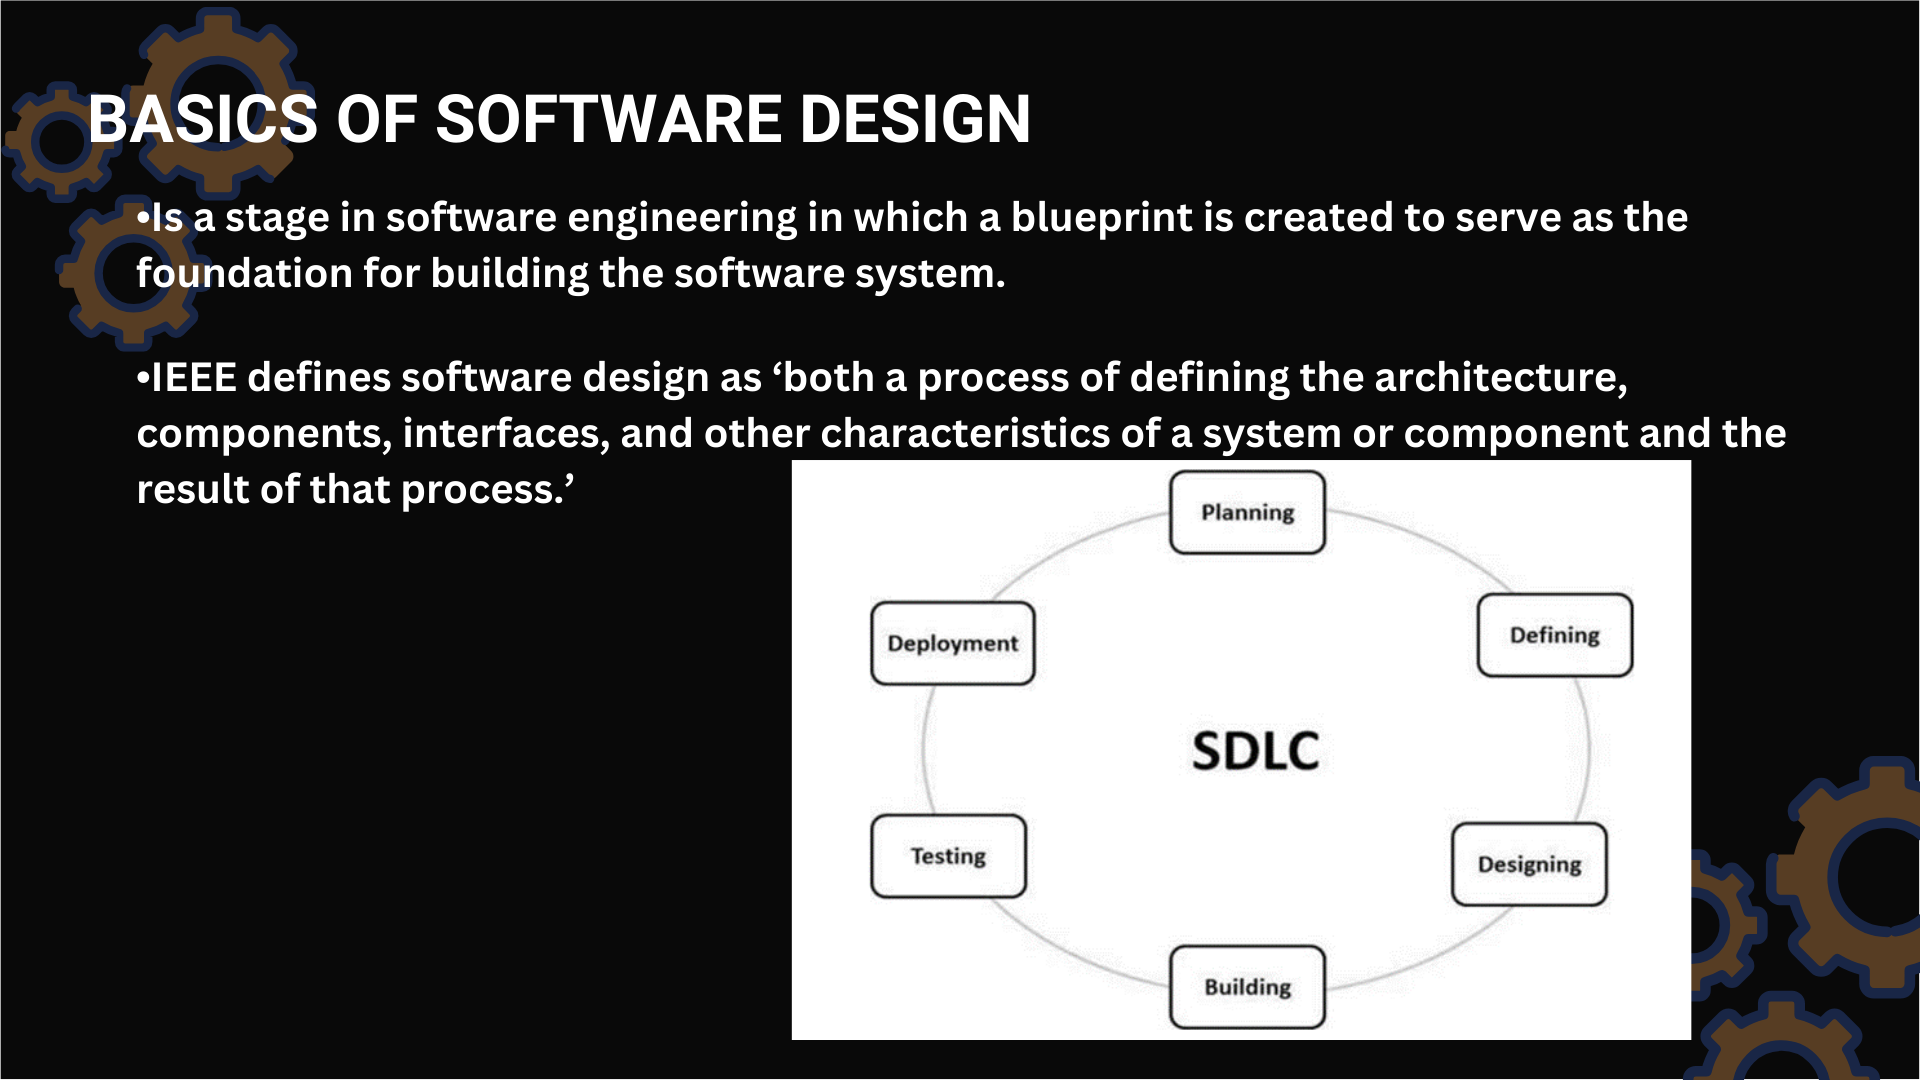 BASICS OF SOFTWARE DESIGN
•Is a stage in software engineering in which a blueprint is created to serve as the
foundation for building the software system.
•IEEE defines software design as ‘both a process of defining the architecture,
components, interfaces, and other characteristics of a system or component and the
result of that process.’
Planning
Defining
Designing
Building
Testing
Deployment
SDLC